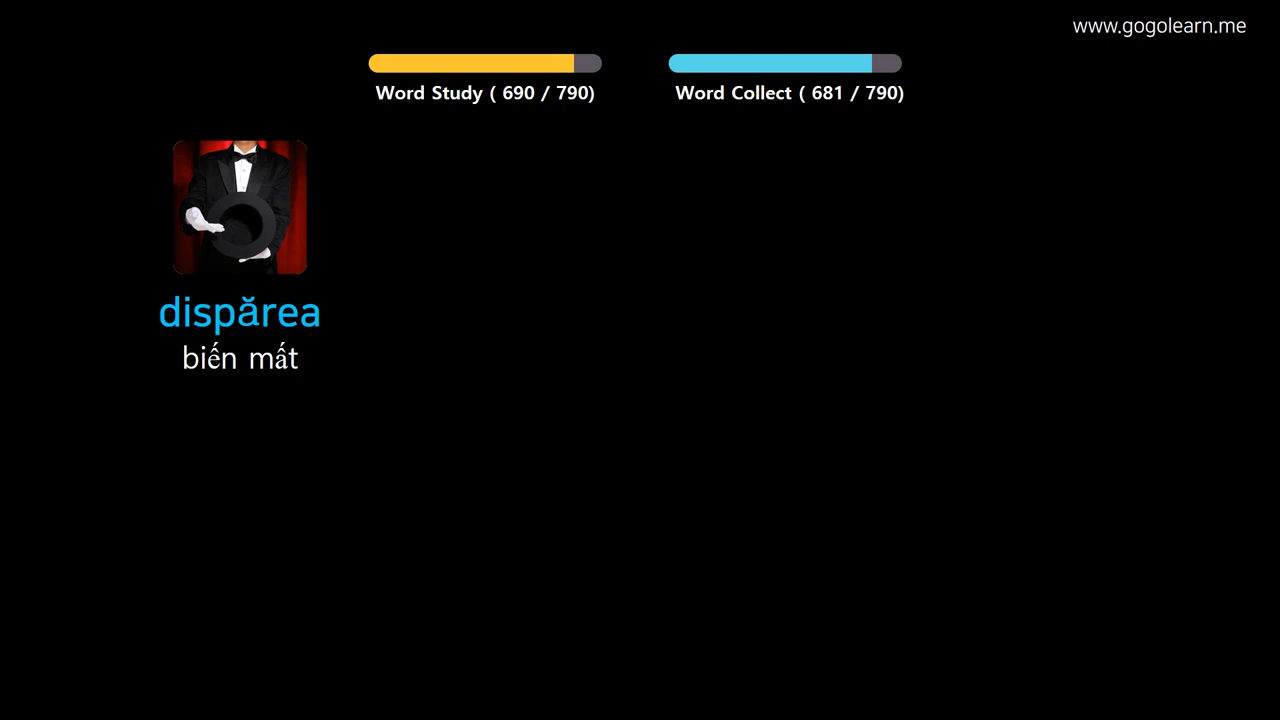 www.gogolearn.me
Word Study ( 690 / 790)
Word Collect ( 681 / 790)
dispărea
biến mất